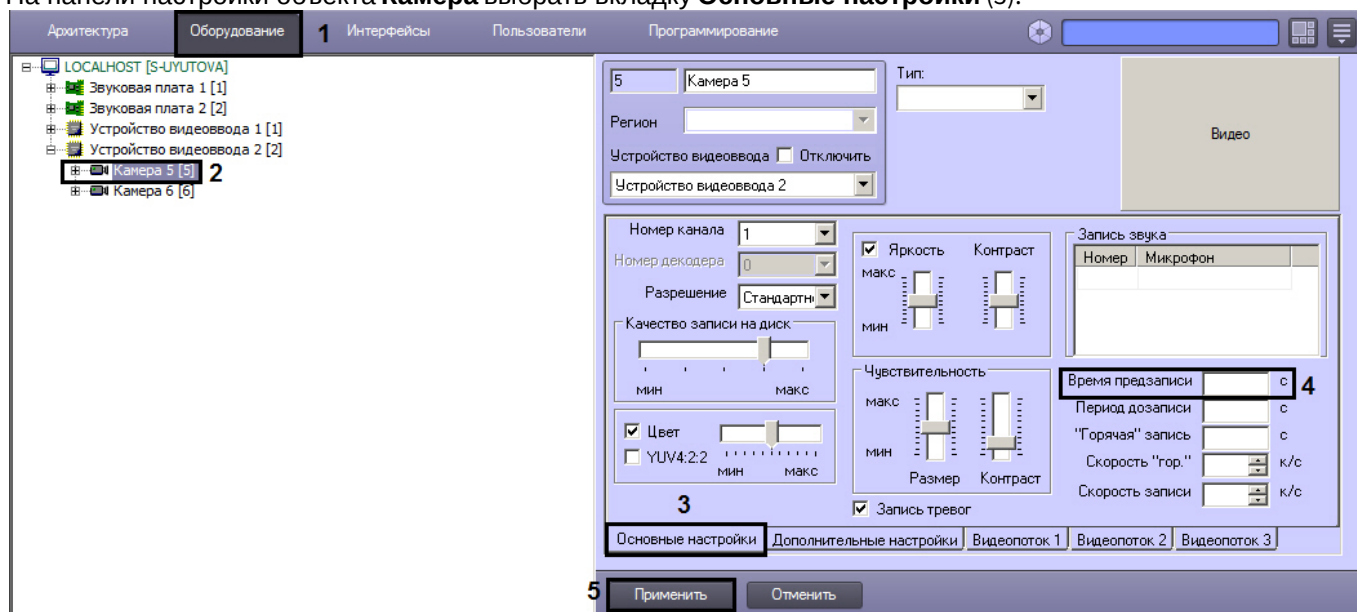 На панели настройки объекта Камера выбрать вкладку Основные настройки (3).
Архитектура Оборудование 1 Интерфейсы Пользователи Программирование
LOCALHOST [S-UYUTOVA]
Звуковая плата 1 [1]
Звуковая плата 2 [2]
Устройство видеоввода 1 [1]
Устройство видеоввода 2 [2]
Камера 5 [5] 2
Камера 6 [6]
5 Камера 5
Тип:
Регион
Устройство видеоввода Отключить
Устройство видеоввода 2
Видео
Номер канала 1
Номер декодера 0
Разрешение Стандартн
Качество записи на диск
мин макс
Цвет
YUV4:2:2
мин макс
3
Яркость Контраст
макс
мин
Чувствительность
макс
мин
Размер Контраст
Запись тревог
Запись звука
Номер Микрофон
Время предзаписи с 4
Период дозаписи с
"Горячая" запись с
Скорость "гор." к/с
Скорость записи к/с
Основные настройки Дополнительные настройки Видеопоток 1 Видеопоток 2 Видеопоток 3
5 Применить Отменить